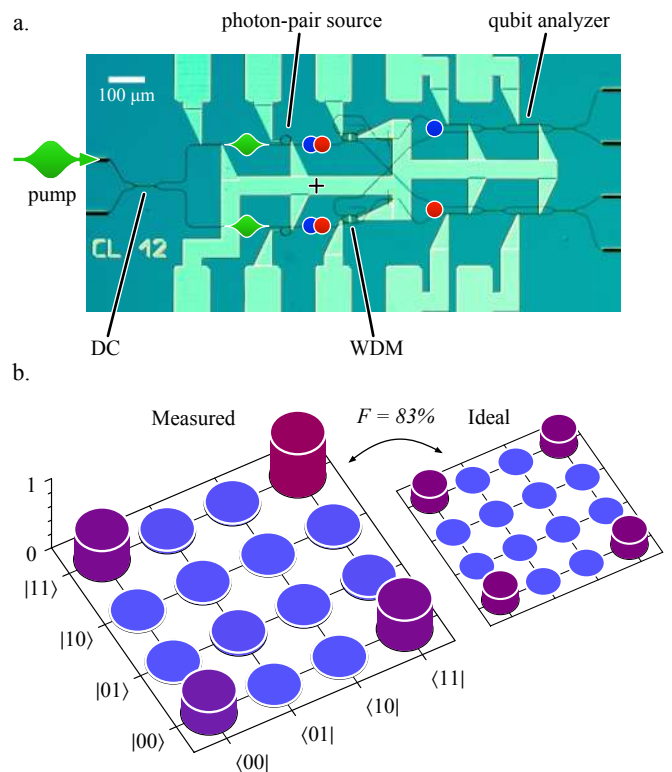 a.
photon-pair source
qubit analyzer
100 μm
pump
CL 42
DC
WDM
b.
Measured
F = 83%
Ideal
1
0
|11⟩
|10⟩
|01⟩
|00⟩
⟨11|
⟨10|
⟨01|
⟨00|